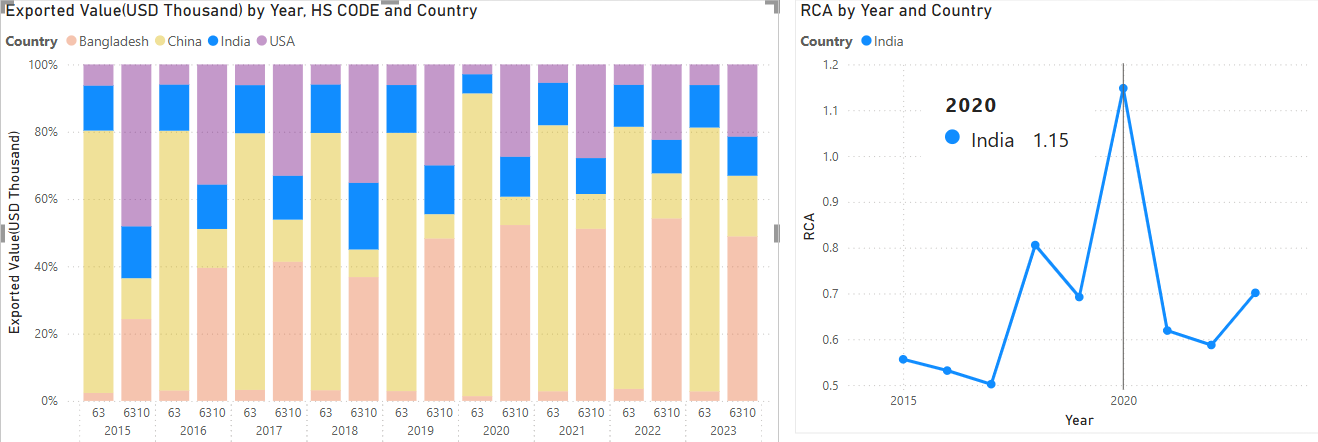 Exported Value(USD Thousand) by Year, HS CODE and Country
Country Bangladesh China India USA
Exported Value(USD Thousand)
100%
80%
60%
40%
20%
0%
63 6310 63 6310 63 6310 63 6310 63 6310 63 6310 63 6310 63 6310 63 6310
2015 2016 2017 2018 2019 2020 2021 2022 2023
RCA by Year and Country
Country India
RCA
1.2
1.1
1.0
0.9
0.8
0.7
0.6
0.5
2020
India 1.15
2015 2020
Year